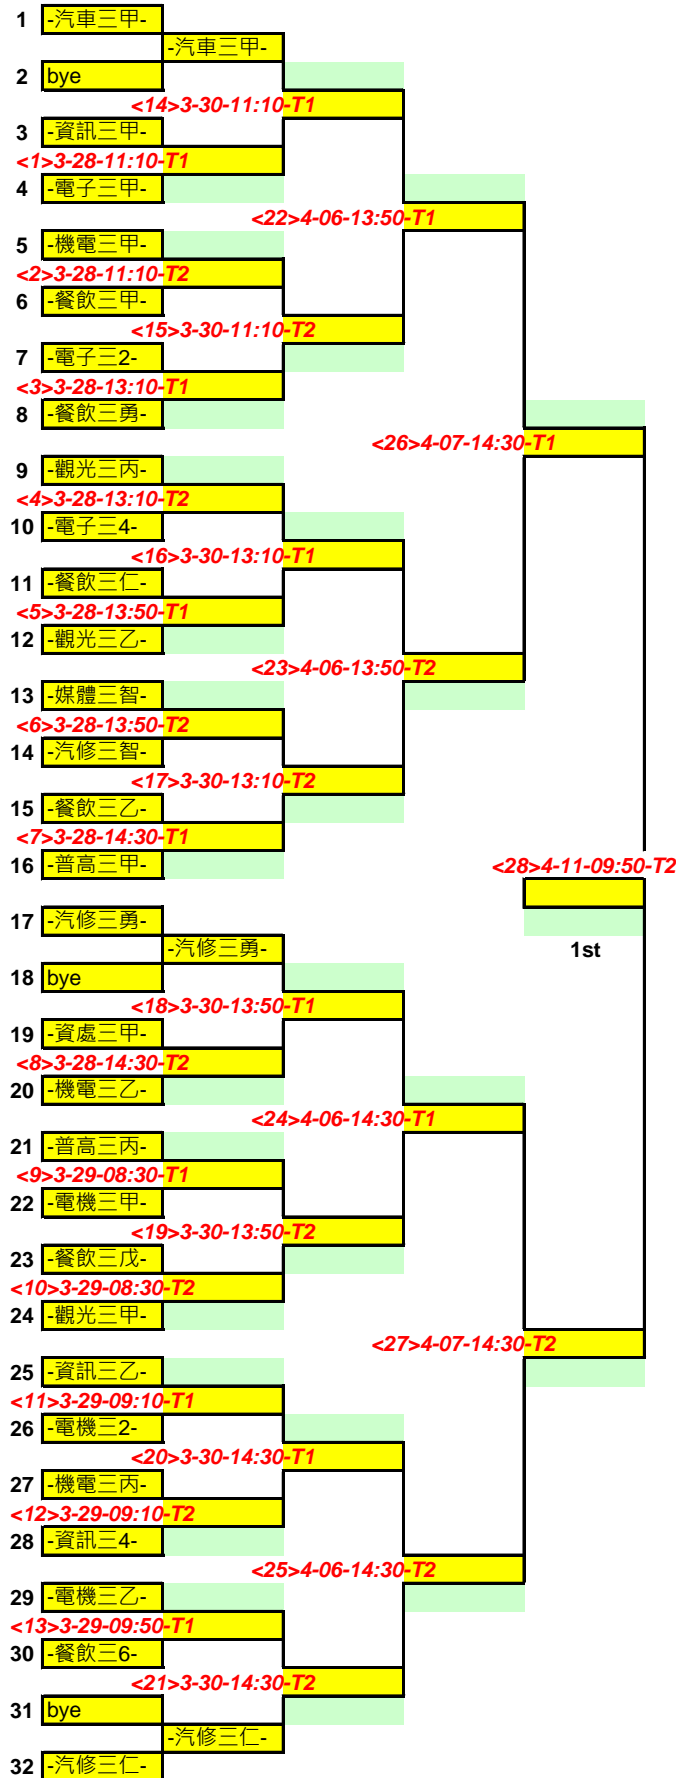 1 -汽車三甲-
-汽車三甲-
2 bye
<14>3-30-11:10-T1
3 -資訊三甲-
<1>3-28-11:10-T1
4 -電子三甲-
<22>4-06-13:50-T1
5 -機電三甲-
<2>3-28-11:10-T2
6 -餐飲三甲-
<15>3-30-11:10-T2
7 -電子三2-
<3>3-28-13:10-T1
8 -餐飲三勇-
<26>4-07-14:30-T1
9 -觀光三丙-
<4>3-28-13:10-T2
10 -電子三4-
<16>3-30-13:10-T1
11 -餐飲三仁-
<5>3-28-13:50-T1
12 -觀光三乙-
<23>4-06-13:50-T2
13 -媒體三智-
<6>3-28-13:50-T2
14 -汽修三智-
<17>3-30-13:10-T2
15 -餐飲三乙-
<7>3-28-14:30-T1
16 -普高三甲-
<28>4-11-09:50-T2
17 -汽修三勇-
-汽修三勇-
1st
18 bye
<18>3-30-13:50-T1
19 -資處三甲-
<8>3-28-14:30-T2
20 -機電三乙-
<24>4-06-14:30-T1
21 -普高三丙-
<9>3-29-08:30-T1
22 -電機三甲-
<19>3-30-13:50-T2
23 -餐飲三戊-
<10>3-29-08:30-T2
24 -觀光三甲-
<27>4-07-14:30-T2
25 -資訊三乙-
<11>3-29-09:10-T1
26 -電機三2-
<20>3-30-14:30-T1
27 -機電三丙-
<12>3-29-09:10-T2
28 -資訊三4-
<25>4-06-14:30-T2
29 -電機三乙-
<13>3-29-09:50-T1
30 -餐飲三6-
<21>3-30-14:30-T2
31 bye
-汽修三仁-
32 -汽修三仁-